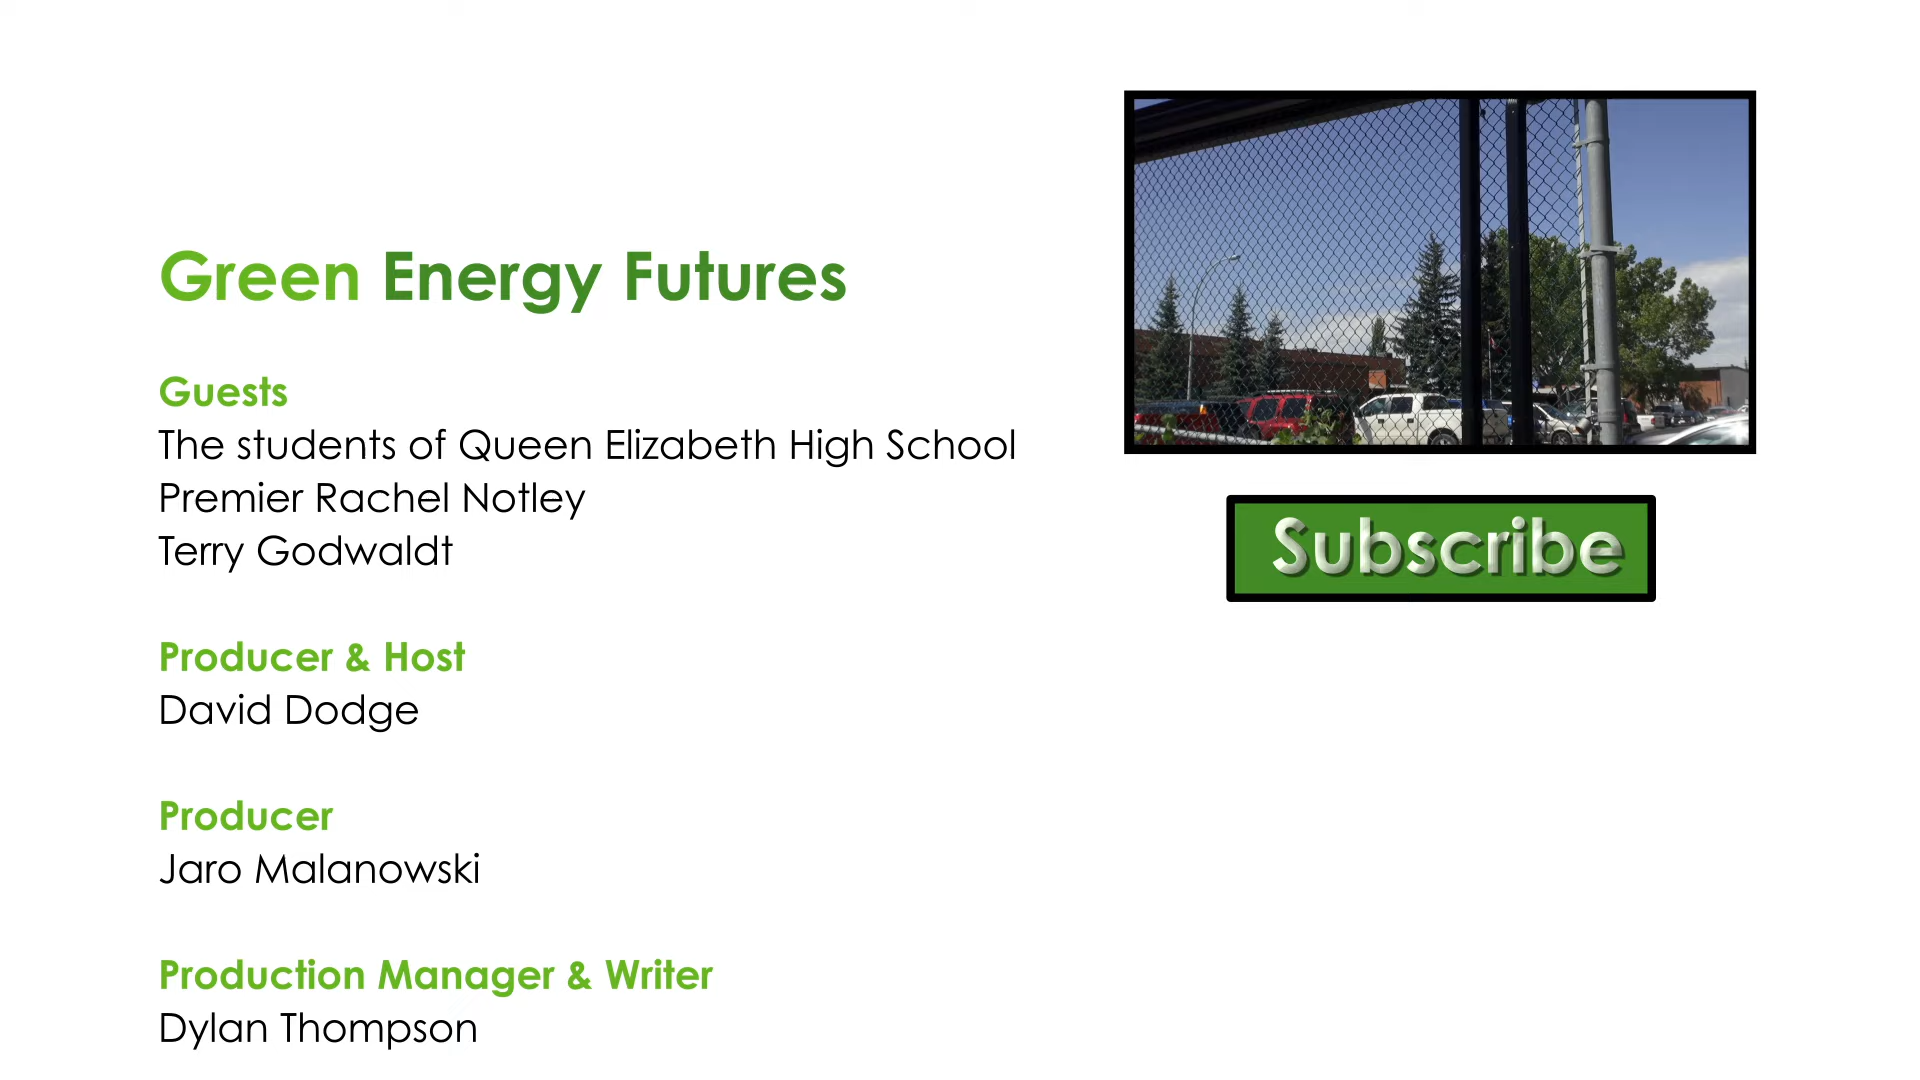 Green Energy Futures
Guests
The students of Queen Elizabeth High School
Premier Rachel Notley
Terry Godwaldt
Producer & Host
David Dodge
Producer
Jaro Malanowski
Production Manager & Writer
Dylan Thompson
Subscribe